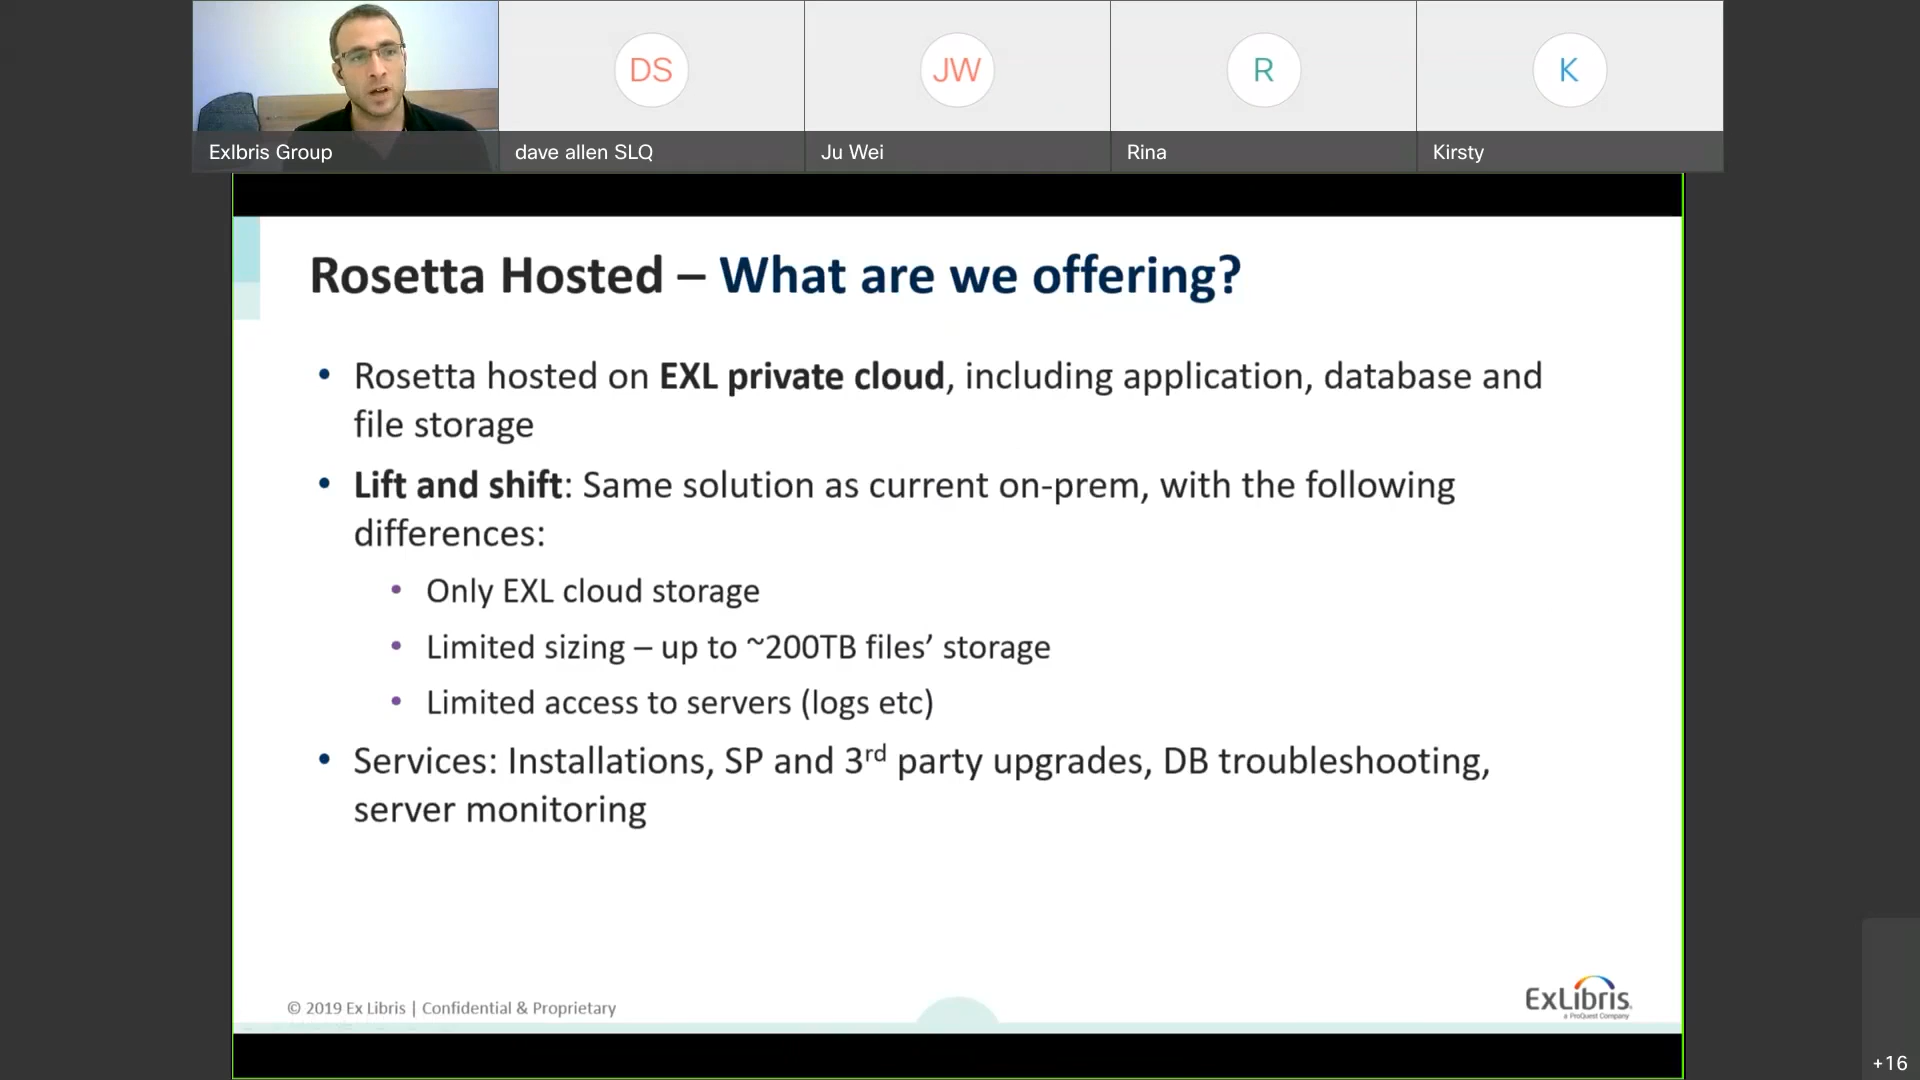 DS
JW
R
K
ExIbris Group
dave allen SLQ
Ju Wei
Rina
Kirsty
Rosetta Hosted – What are we offering?
• Rosetta hosted on EXL private cloud, including application, database and
file storage
• Lift and shift: Same solution as current on-prem, with the following
differences:
• Only EXL cloud storage
• Limited sizing – up to ~200TB files’ storage
• Limited access to servers (logs etc)
• Services: Installations, SP and 3rd party upgrades, DB troubleshooting,
server monitoring
© 2019 Ex Libris | Confidential & Proprietary
ExLibris
a ProQuest Company
+16